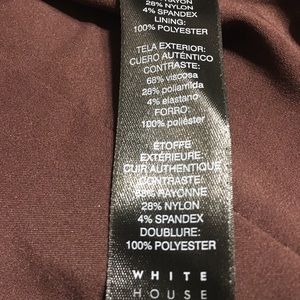 28% NYLON
4% SPANDEX
LINING:
100% POLYESTER
TELA EXTERIOR:
CUERO AUTÉNTICO
CONTRASTE:
68% viscosa
28% poliamida
4% elastano
FORRO:
100% poliéster
ÉTOFFE
EXTÉRIEURE:
CUIR AUTHENTIQUE
CONTRASTE:
68% RAYONNE
28% NYLON
4% SPANDEX
DOUBLURE:
100% POLYESTER
WHITE
HOUSE